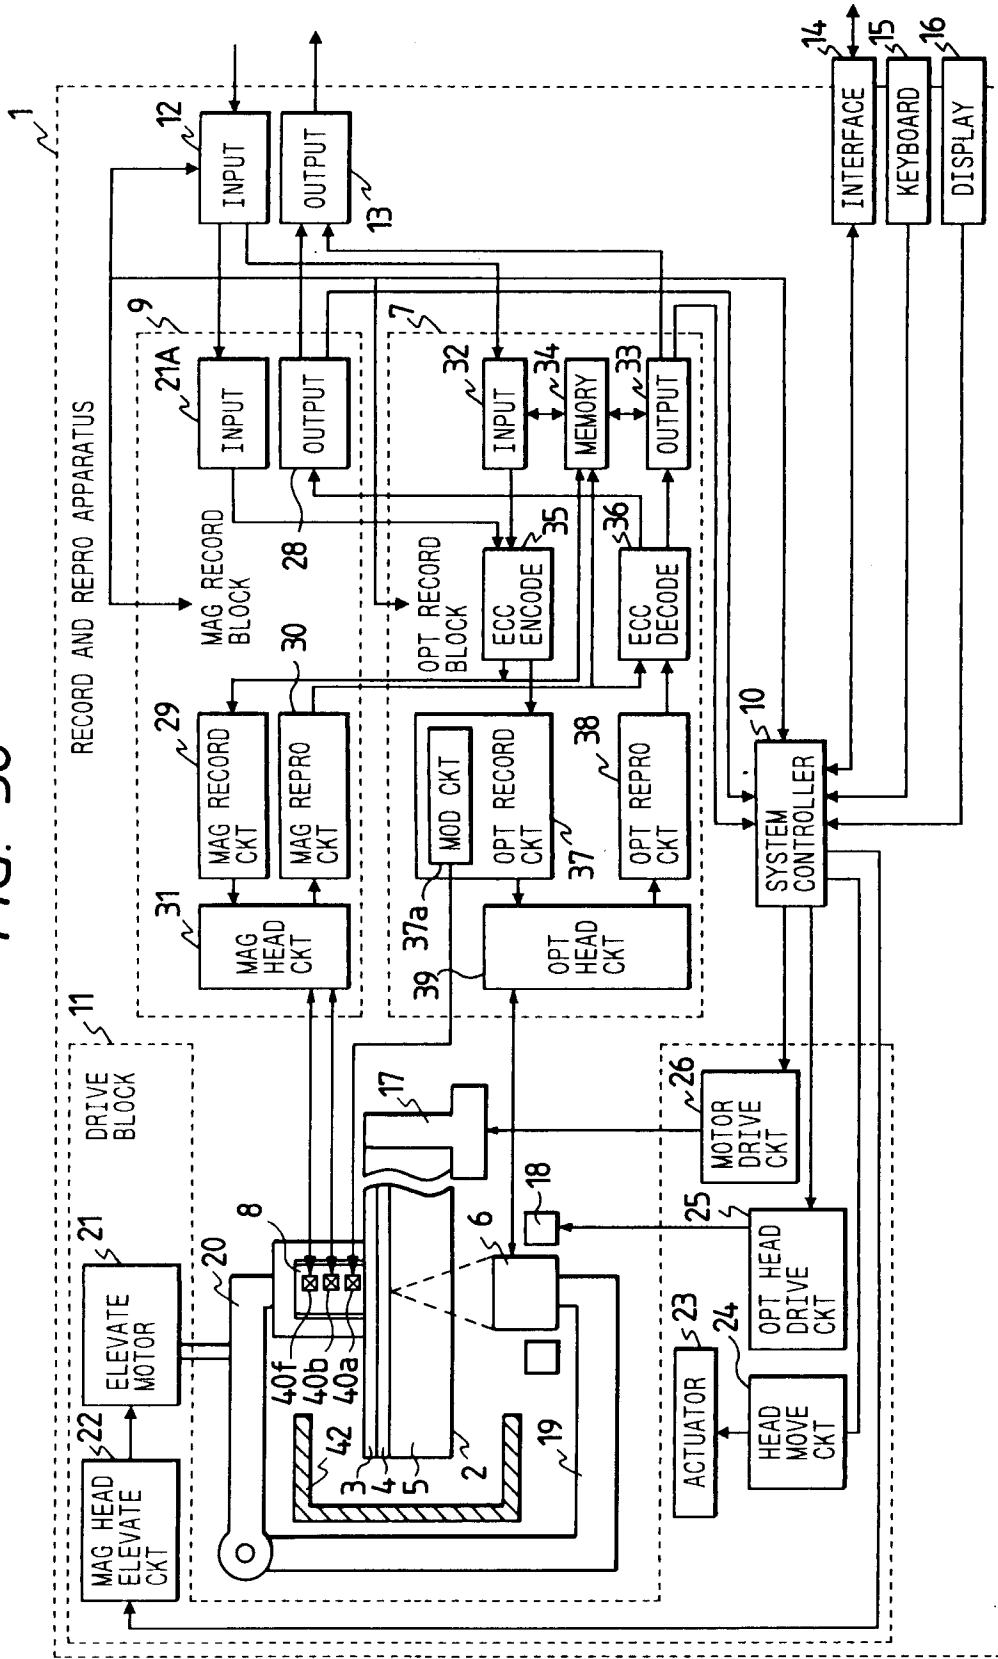 RECORD AND REPRO APPARATUS
1
DRIVE
BLOCK
11
MAG HEAD
ELEVATE
CKT
22
ELEVATE
MOTOR
21
20
8
40f
40b
40a
42
3
4
5
2
19
6
18
17
MAG RECORD
BLOCK
9
MAG HEAD
CKT
31
MAG RECORD
CKT
29
MAG REPRO
CKT
30
INPUT
21A
OUTPUT
28
INPUT
12
OUTPUT
13
OPT RECORD
BLOCK
7
MOD CKT
37a
OPT RECORD
CKT
37
OPT HEAD
CKT
39
OPT REPRO
CKT
38
ECC
ENCODE
35
ECC
DECODE
36
INPUT
32
MEMORY
34
OUTPUT
33
SYSTEM
CONTROLLER
10
INTERFACE
14
KEYBOARD
15
DISPLAY
16
MOTOR
DRIVE
CKT
26
OPT HEAD
DRIVE
CKT
25
HEAD
MOVE
CKT
24
ACTUATOR
23